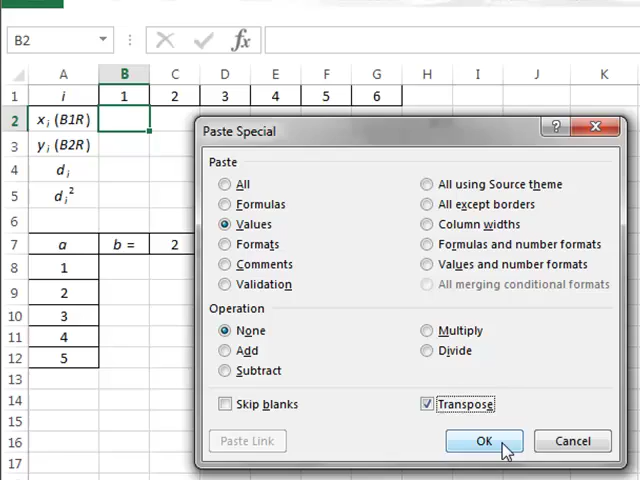 B2 fx
A B C D E F G H I J K
1 i 1 2 3 4 5 6
2 xi (B1R)
3 yi (B2R)
4 di
5 di²
6
7 a b = 2
8 1
9 2
10 3
11 4
12 5
13
14
15
16
17
Paste Special ?
Paste
All All using Source theme
Formulas All except borders
Values Column widths
Formats Formulas and number formats
Comments Values and number formats
Validation All merging conditional formats
Operation
None Multiply
Add Divide
Subtract
Skip blanks Transpose
Paste Link OK Cancel